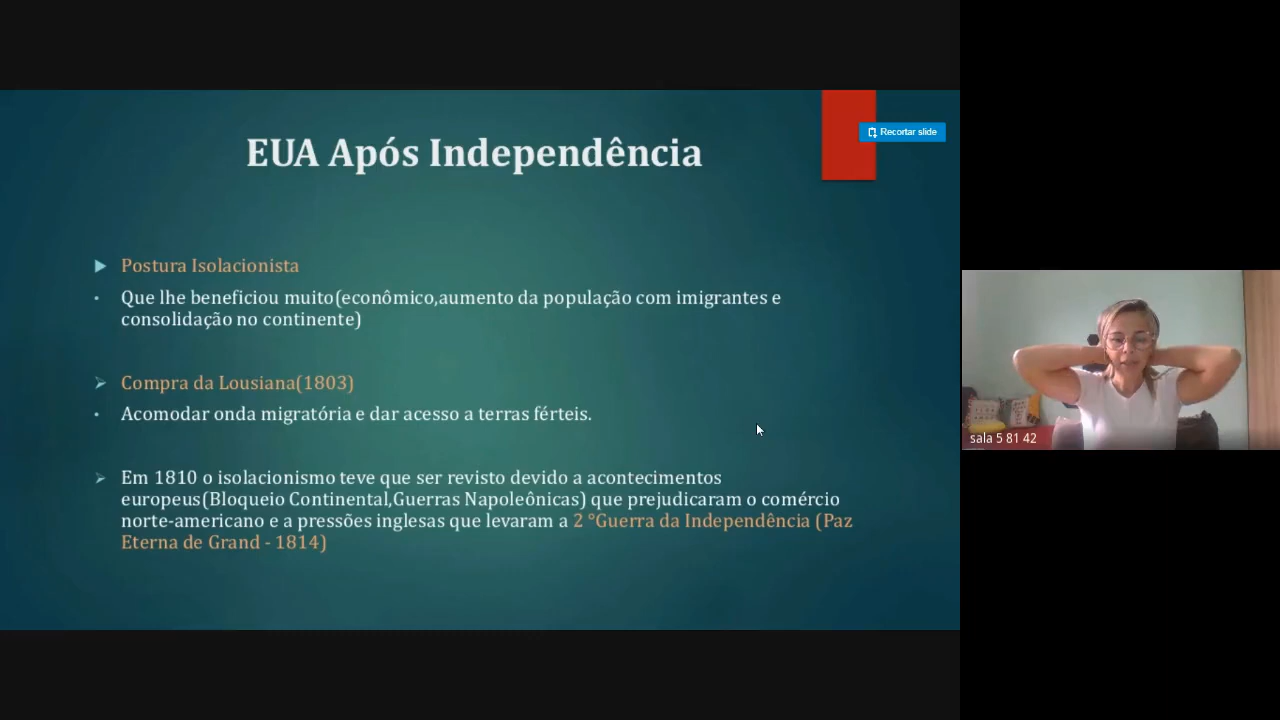 EUA Após Independência
Recortar slide
Postura Isolacionista
Que lhe beneficiou muito(econômico,aumento da população com imigrantes e
consolidação no continente)
Compra da Lousiana(1803)
Acomodar onda migratória e dar acesso a terras férteis.
Em 1810 o isolacionismo teve que ser revisto devido a acontecimentos
europeus(Bloqueio Continental,Guerras Napoleônicas) que prejudicaram o comércio
norte-americano e a pressões inglesas que levaram a 2 °Guerra da Independência (Paz
Eterna de Grand - 1814)
sala 5 81 42